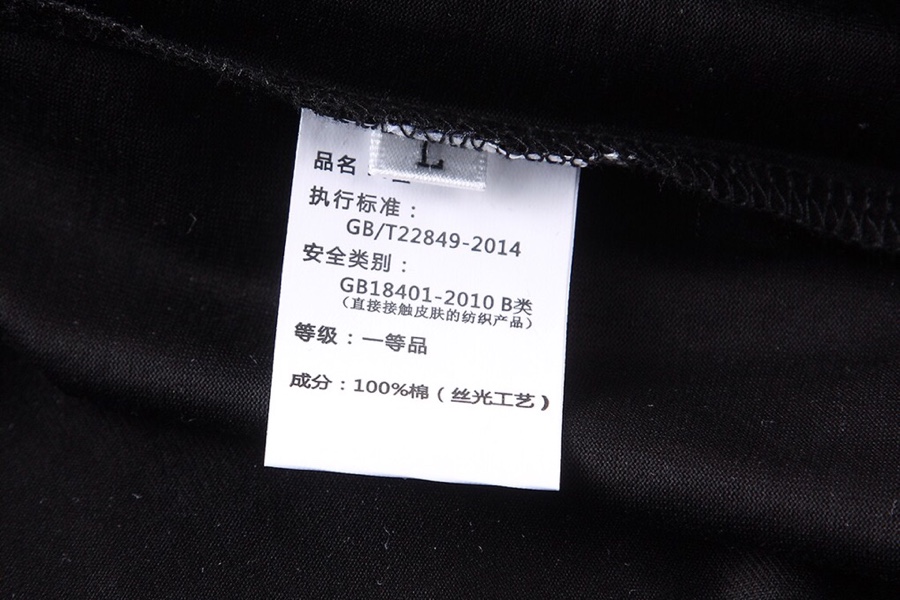 L
品名：
执行标准：
GB/T22849-2014
安全类别：
GB18401-2010 B类
（直接接触皮肤的纺织产品）
等级：一等品
成分：100%棉（丝光工艺）